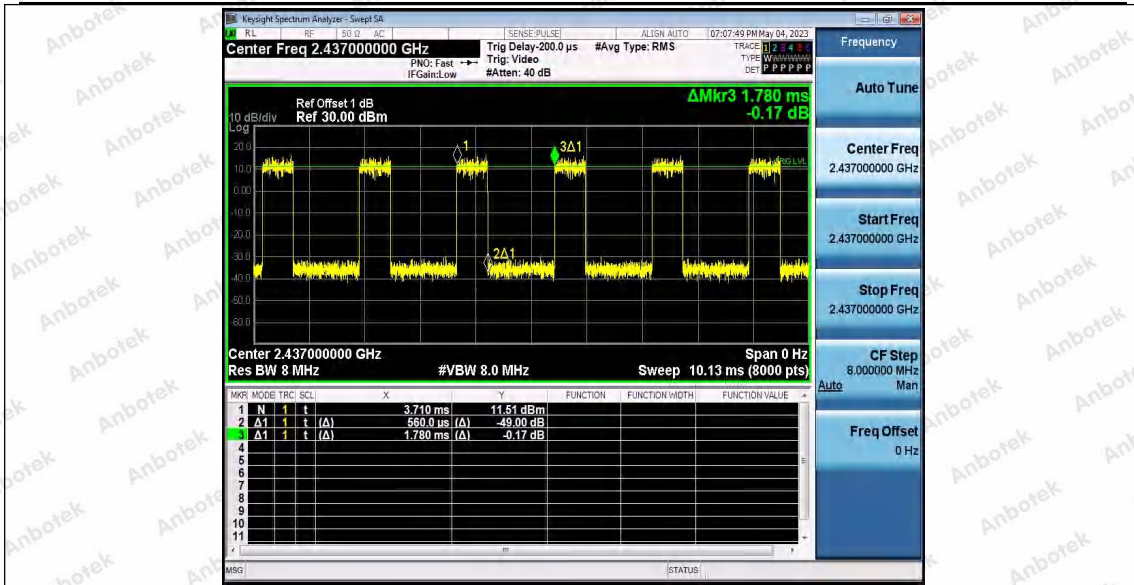 Keysight Spectrum Analyzer - Swept SA
RL RF 50 Ω AC SENSE:PULSE ALIGN AUTO 07:07:49 PM May 04, 2023
Center Freq 2.437000000 GHz
PNO: Fast
IFGain:Low
Trig Delay-200.0 µs
Trig: Video
#Atten: 40 dB
#Avg Type: RMS
TRACE 1 2 3 4 5 6
TYPE WWWWWW
DET P P P P P P
ΔMkr3 1.780 ms
-0.17 dB
Ref Offset 1 dB
10 dB/div Ref 30.00 dBm
Log
20.0
10.0
0.00
-10.0
-20.0
-30.0
-40.0
-50.0
-60.0
1
3Δ1
TRIG LVL
2Δ1
Center 2.437000000 GHz Span 0 Hz
Res BW 8 MHz #VBW 8.0 MHz Sweep 10.13 ms (8000 pts)
MKR MODE TRC SCL X Y FUNCTION FUNCTION WIDTH FUNCTION VALUE
1 N 1 t 3.710 ms 11.51 dBm
2 Δ1 1 t (Δ) 560.0 µs (Δ) -49.00 dB
3 Δ1 1 t (Δ) 1.780 ms (Δ) -0.17 dB
4
5
6
7
8
9
10
11
MSG STATUS
Frequency
Auto Tune
Center Freq
2.437000000 GHz
Start Freq
2.437000000 GHz
Stop Freq
2.437000000 GHz
CF Step
8.000000 MHz
Auto Man
Freq Offset
0 Hz
Anbotek